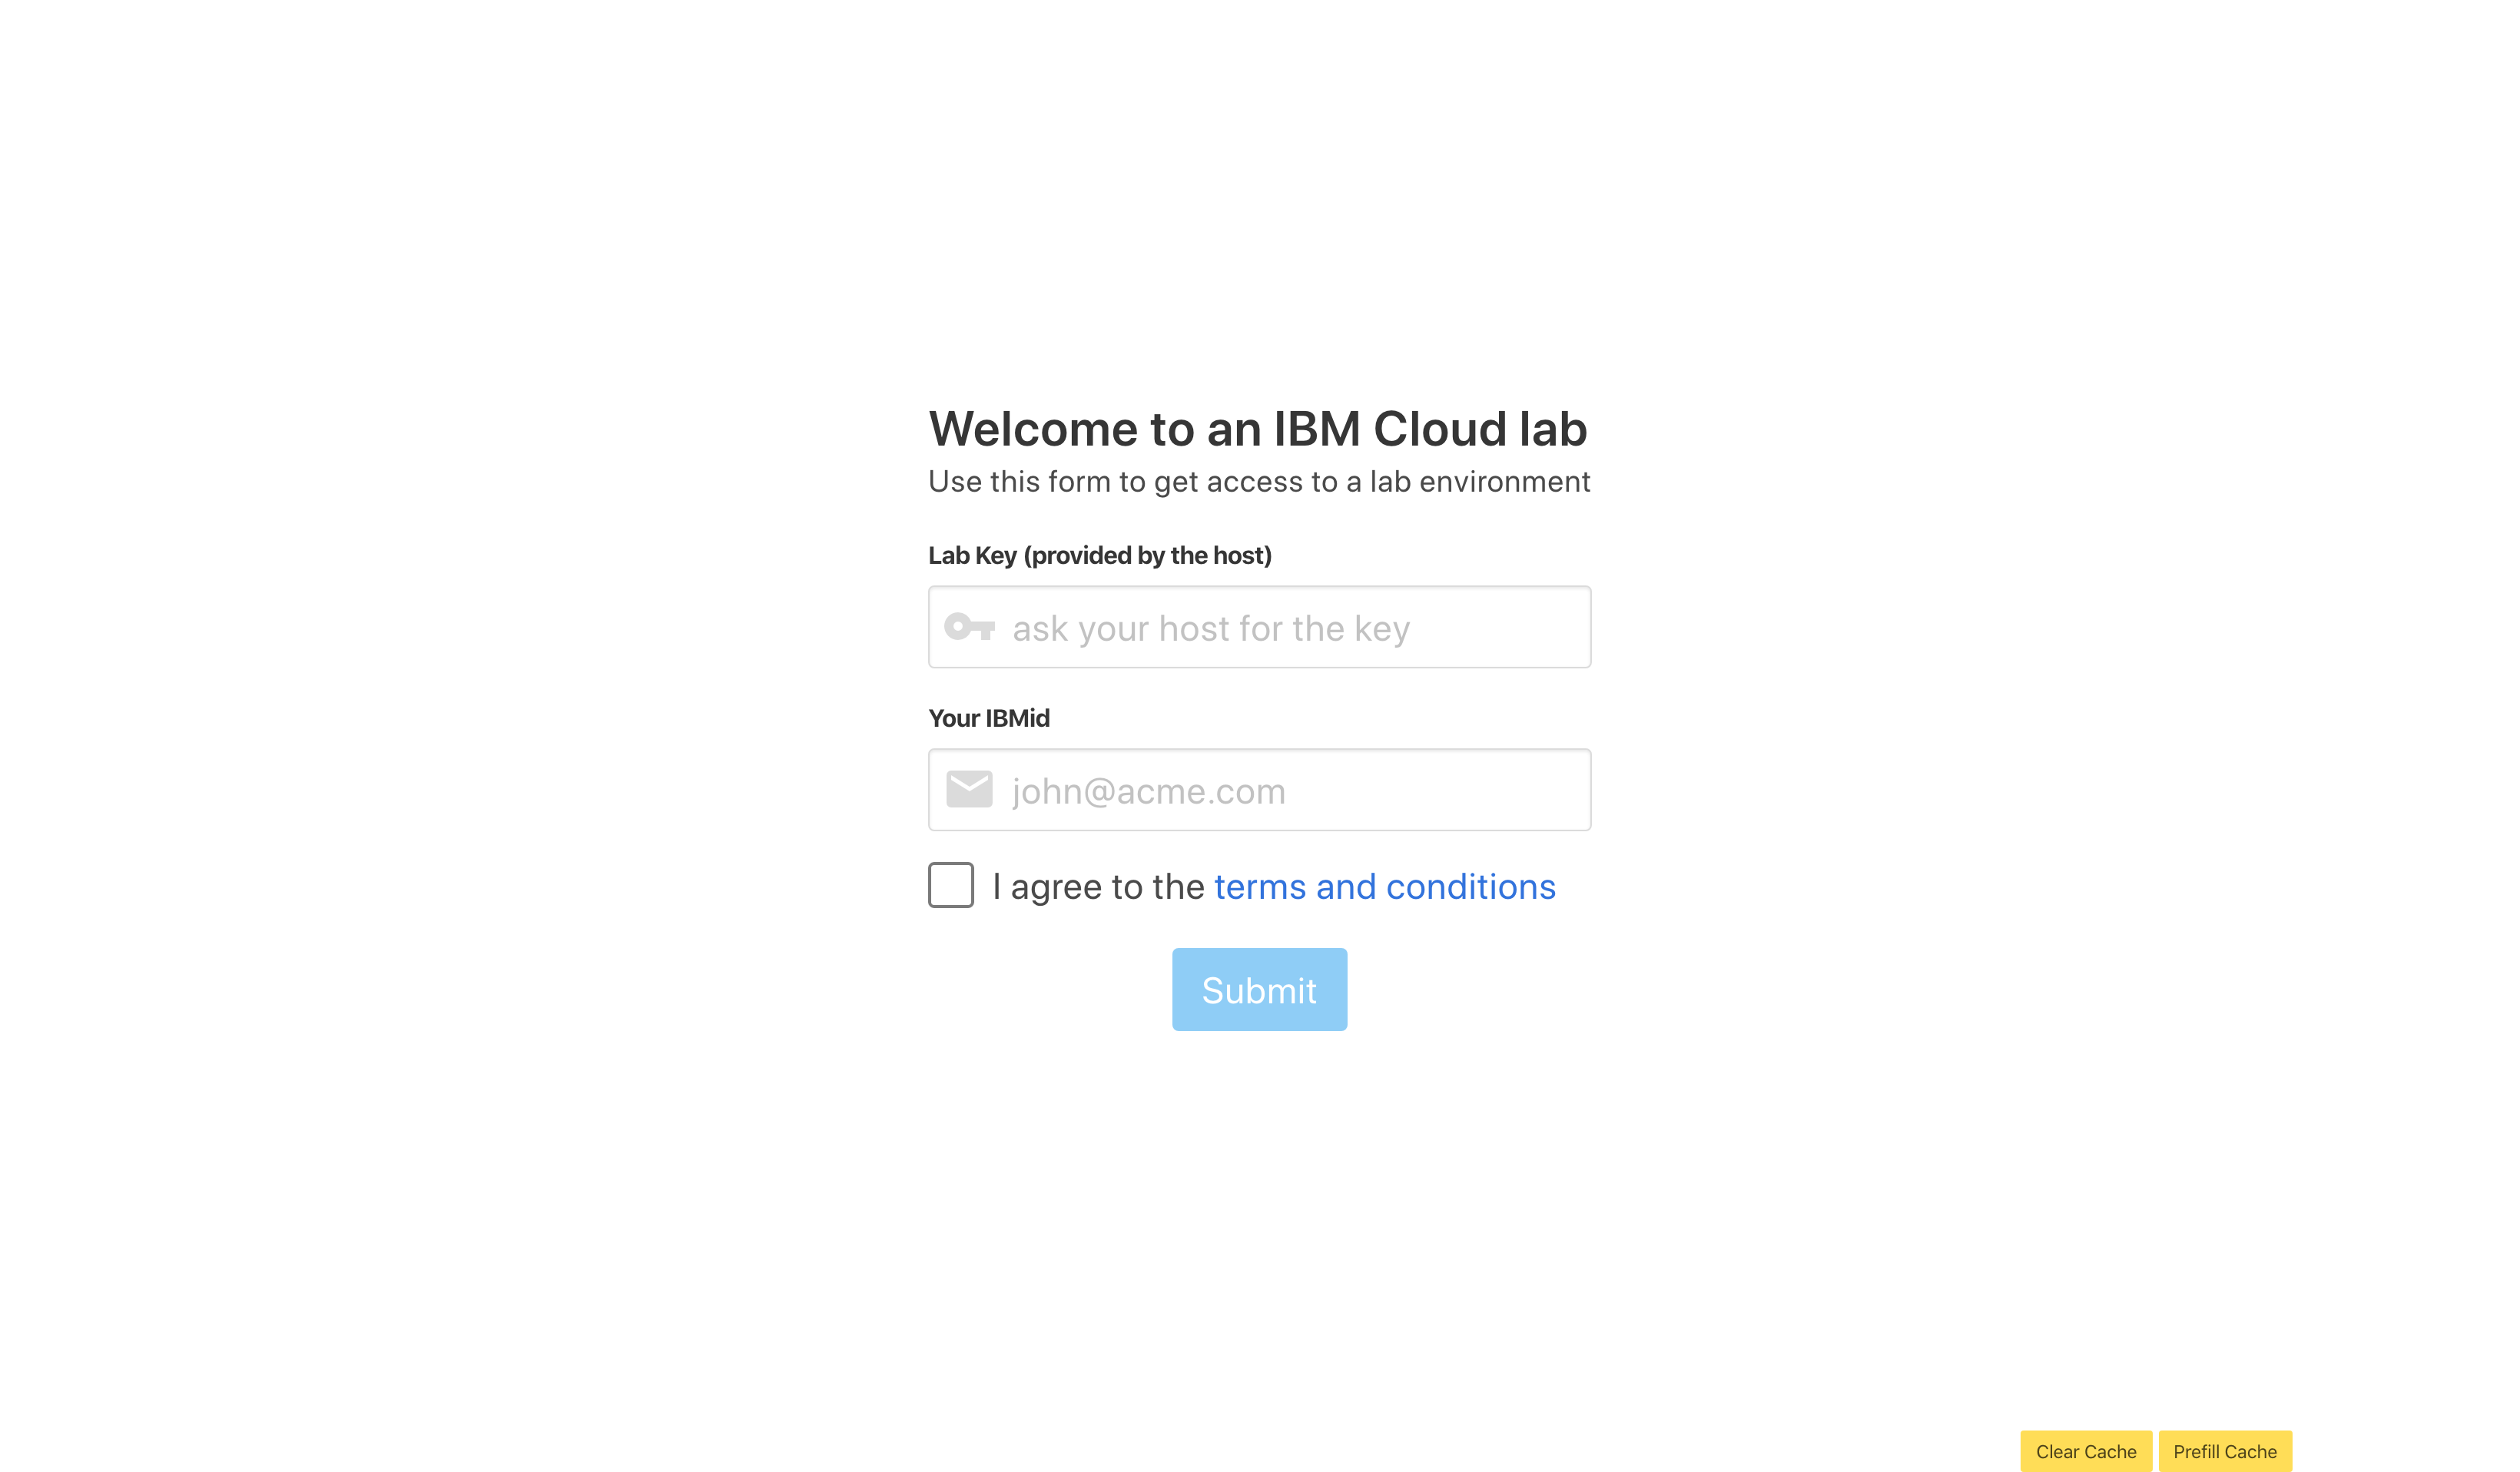 Welcome to an IBM Cloud lab
Use this form to get access to a lab environment
Lab Key (provided by the host)
ask your host for the key
Your IBMid
john@acme.com
I agree to the terms and conditions
Submit
Clear Cache Prefill Cache